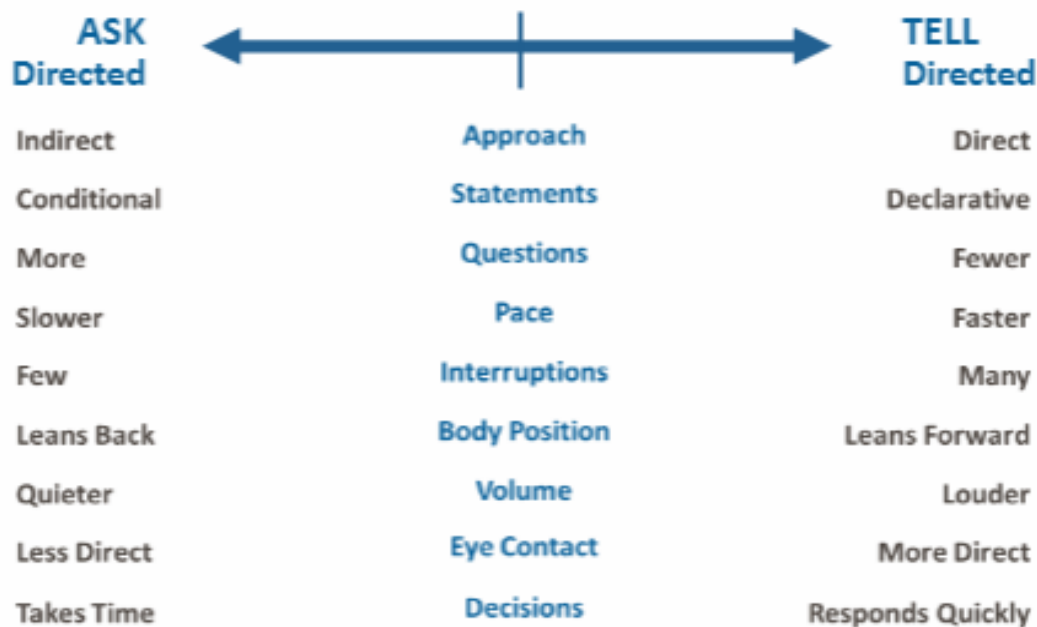 ASK TELL
Directed Directed
Indirect Approach Direct
Conditional Statements Declarative
More Questions Fewer
Slower Pace Faster
Few Interruptions Many
Leans Back Body Position Leans Forward
Quieter Volume Louder
Less Direct Eye Contact More Direct
Takes Time Decisions Responds Quickly